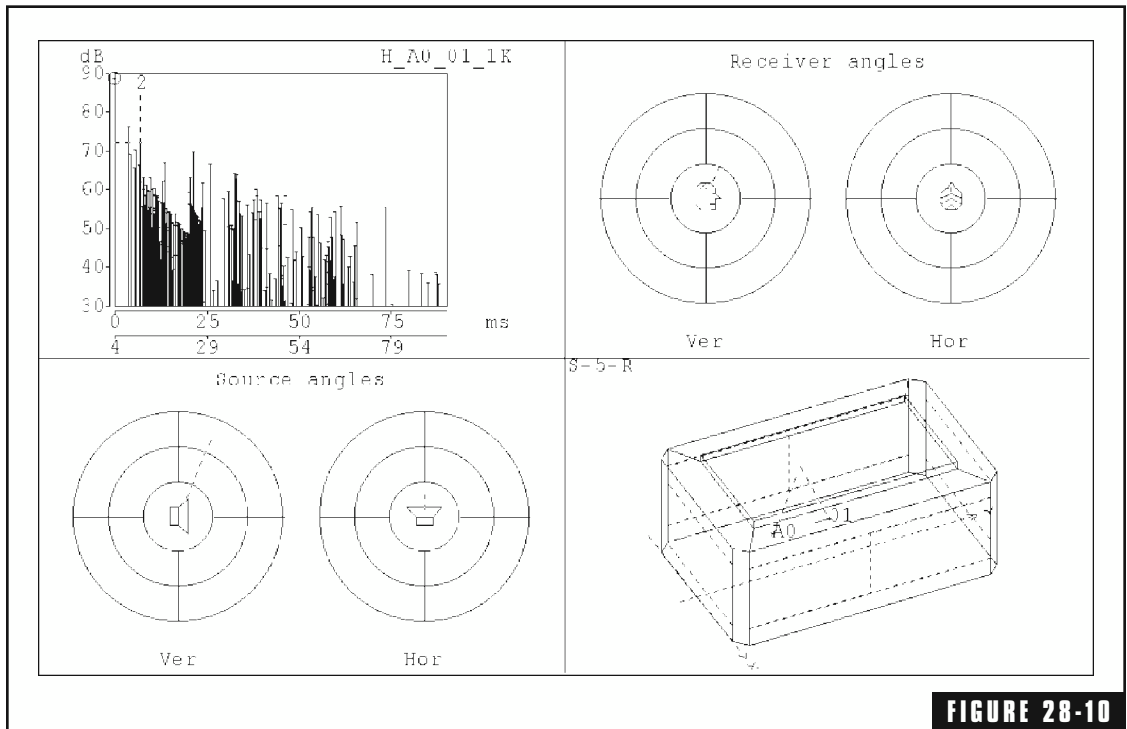 dB H_A0_01_1K
90
2
80
70
60
50
40
30
0 25 50 75 ms
4 29 54 79
Receiver angles
Ver Hor
Source angles
Ver Hor
S-5-R
A0 01
FIGURE 28-10